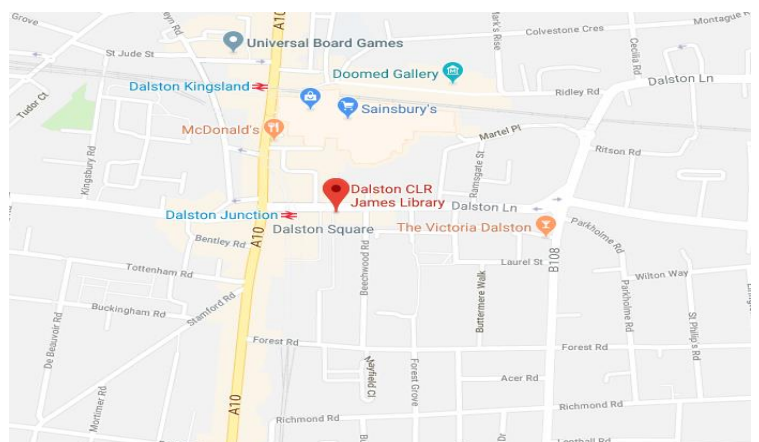 Grove
A10
Mark's Rise
Colvestone Cres
Montague R
St Jude St
Universal Board Games
Cecilia Rd
Doomed Gallery
Dalston Ln
Dalston Kingsland
Ridley Rd
Tudor Ct
Sainsbury's
McDonald's
Martel Pl
Kingsbury Rd
Ramsgate St
Ritson Rd
Dalston CLR
James Library
Dalston Ln
Dalston Junction
Dalston Square
The Victoria Dalston
Parkholme Rd
Bentley Rd
A10
Beechwood Rd
B108
Laurel St
Tottenham Rd
Buttermere Walk
Wilton Way
Stamford Rd
Parkholme Rd
Buckingham Rd
St Philip's Rd
De Beauvoir Rd
Forest Rd
Forest Rd
Mayfield Cl
Forest Grove
Acer Rd
A10
Mortimer Rd
Richmond Rd
Richmond Rd
Dr